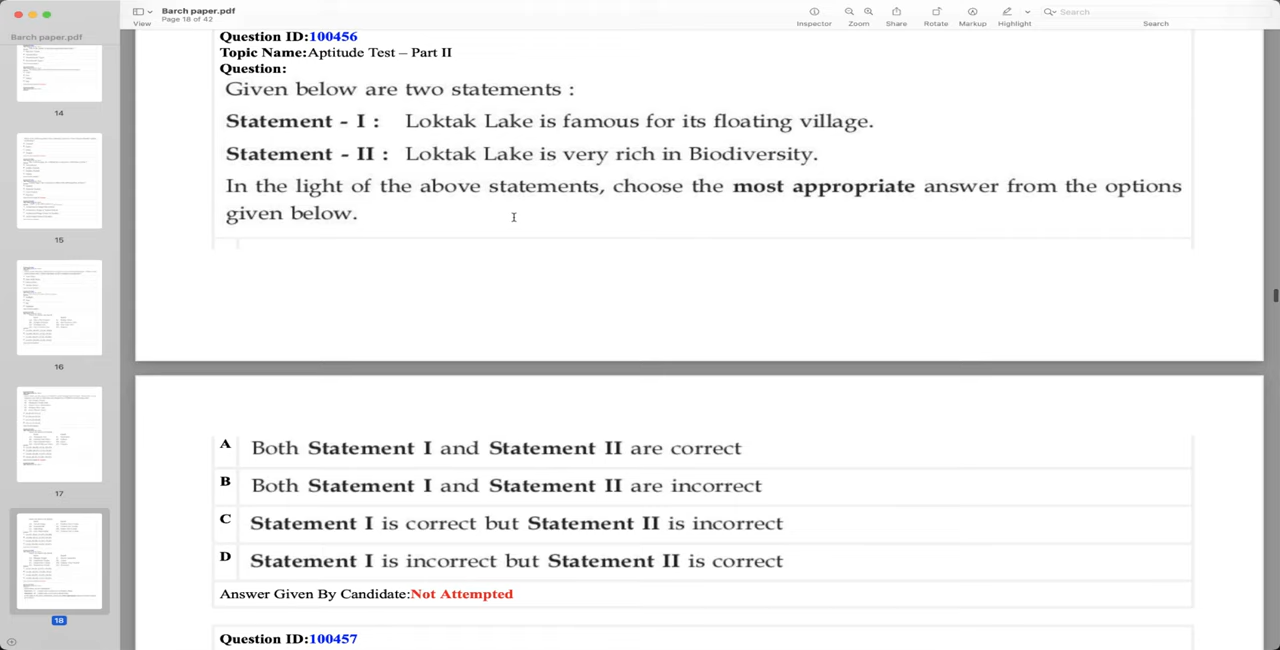 Barch paper.pdf
Page 18 of 42
View
Inspector
Zoom
Share
Rotate
Markup
Highlight
Search
Search
Barch paper.pdf
14
15
16
17
18
Question ID:100456
Topic Name:Aptitude Test – Part II
Question:
Given below are two statements :
Statement - I : Loktak Lake is famous for its floating village.
Statement - II : Loktak Lake is very rich in Biodiversity.
In the light of the above statements, choose the most appropriate answer from the options
given below.
A Both Statement I and Statement II are correct
B Both Statement I and Statement II are incorrect
C Statement I is correct but Statement II is incorrect
D Statement I is incorrect but Statement II is correct
Answer Given By Candidate:Not Attempted
Question ID:100457